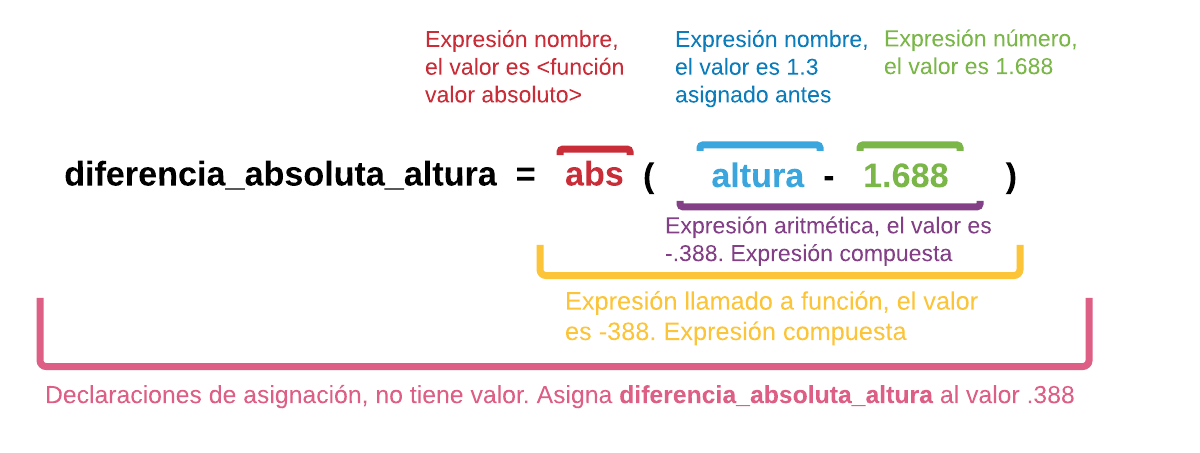 Expresión nombre,
el valor es <función
valor absoluto>
Expresión nombre,
el valor es 1.3
asignado antes
Expresión número,
el valor es 1.688
diferencia_absoluta_altura = abs ( altura - 1.688 )
Expresión aritmética, el valor es
-.388. Expresión compuesta
Expresión llamado a función, el valor
es -388. Expresión compuesta
Declaraciones de asignación, no tiene valor. Asigna diferencia_absoluta_altura al valor .388